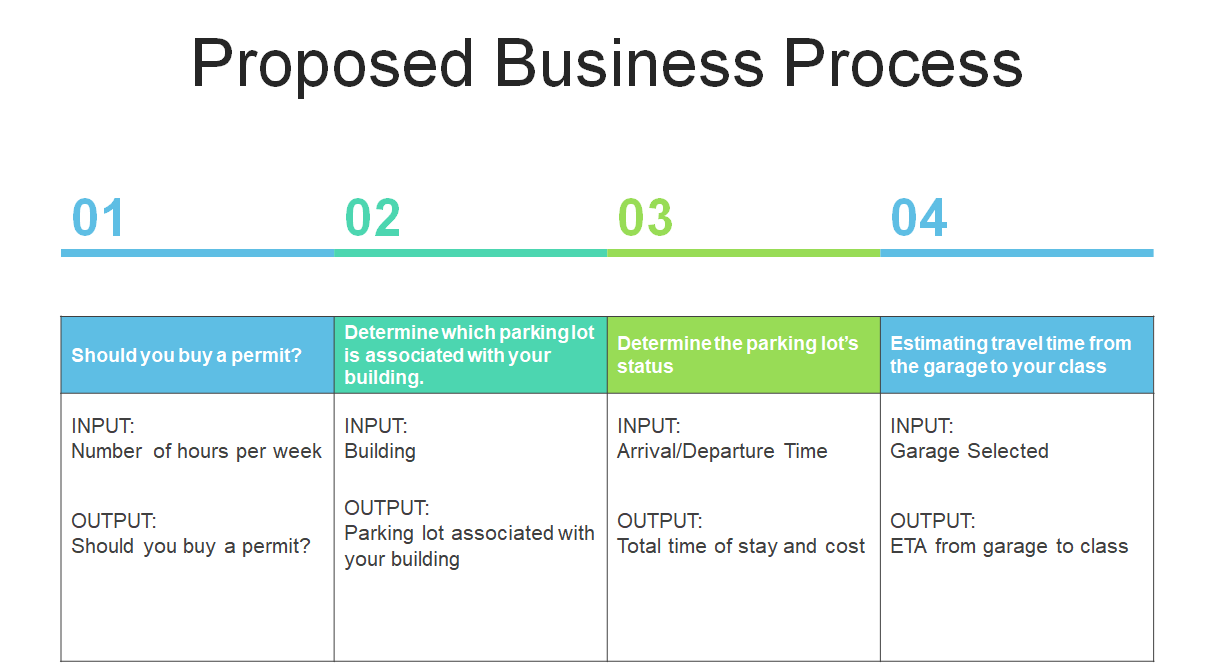 Proposed Business Process
01
02
03
04
Should you buy a permit?
Determine which parking lot
is associated with your
building.
Determine the parking lot's
status
Estimating travel time from
the garage to your class
INPUT:
Number of hours per week
OUTPUT:
Should you buy a permit?
INPUT:
Building
OUTPUT:
Parking lot associated with
your building
INPUT:
Arrival/Departure Time
OUTPUT:
Total time of stay and cost
INPUT:
Garage Selected
OUTPUT:
ETA from garage to class